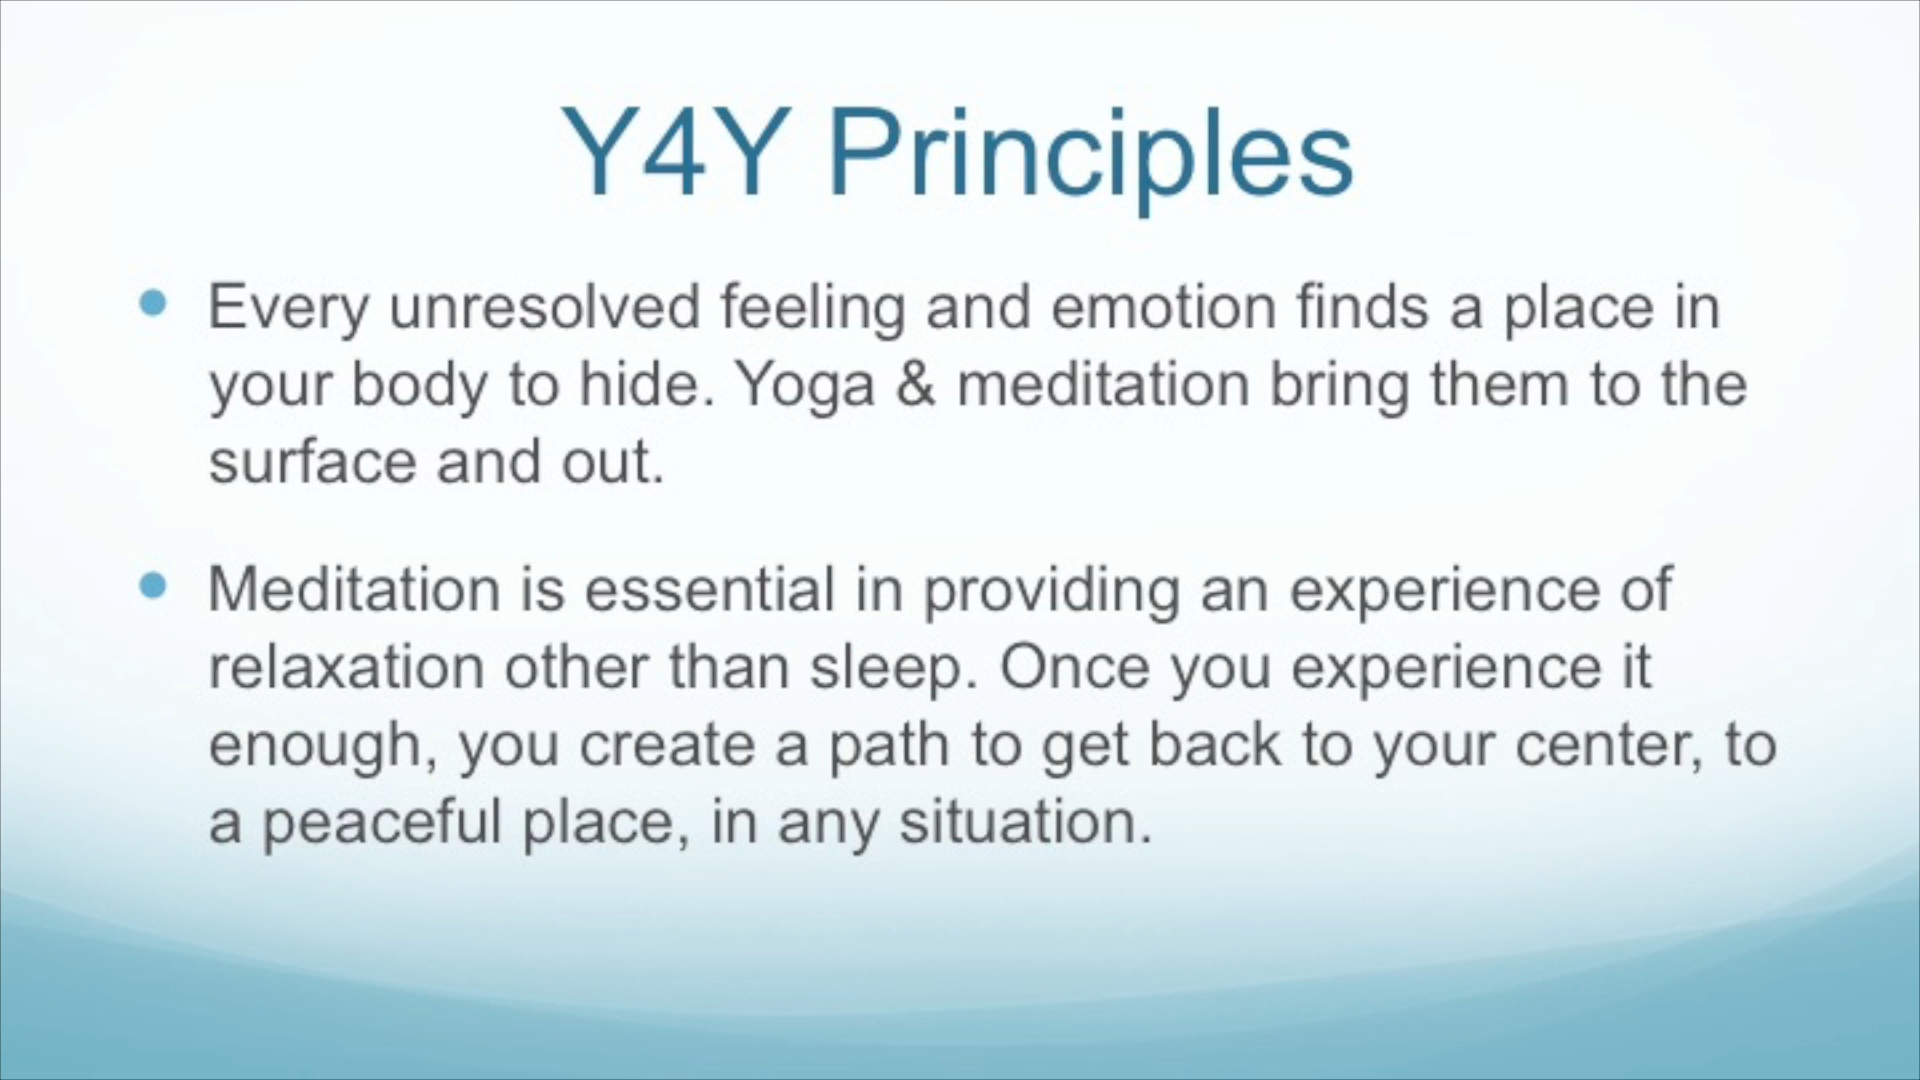 Y4Y Principles
Every unresolved feeling and emotion finds a place in
your body to hide. Yoga & meditation bring them to the
surface and out.
Meditation is essential in providing an experience of
relaxation other than sleep. Once you experience it
enough, you create a path to get back to your center, to
a peaceful place, in any situation.